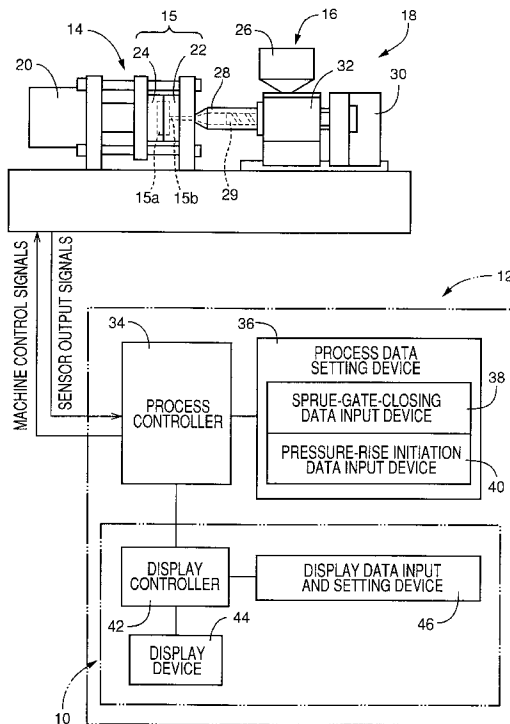 15
16
14
24
22
26
18
20
28
32
30
15a
15b
29
MACHINE CONTROL SIGNALS
SENSOR OUTPUT SIGNALS
12
34
36
PROCESS
CONTROLLER
PROCESS DATA
SETTING DEVICE
38
SPRUE-GATE-CLOSING
DATA INPUT DEVICE
PRESSURE-RISE INITIATION
DATA INPUT DEVICE
40
DISPLAY
CONTROLLER
DISPLAY DATA INPUT
AND SETTING DEVICE
42
44
46
DISPLAY
DEVICE
10